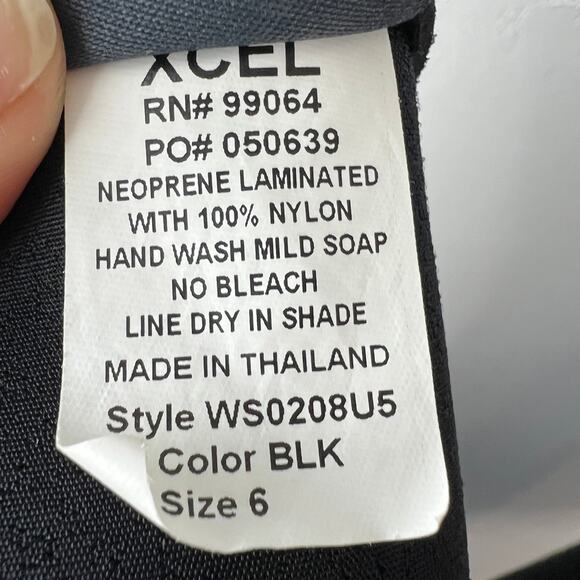 XCEL
RN# 99064
PO# 050639
NEOPRENE LAMINATED
WITH 100% NYLON
HAND WASH MILD SOAP
NO BLEACH
LINE DRY IN SHADE
MADE IN THAILAND
Style WS0208U5
Color BLK
Size 6